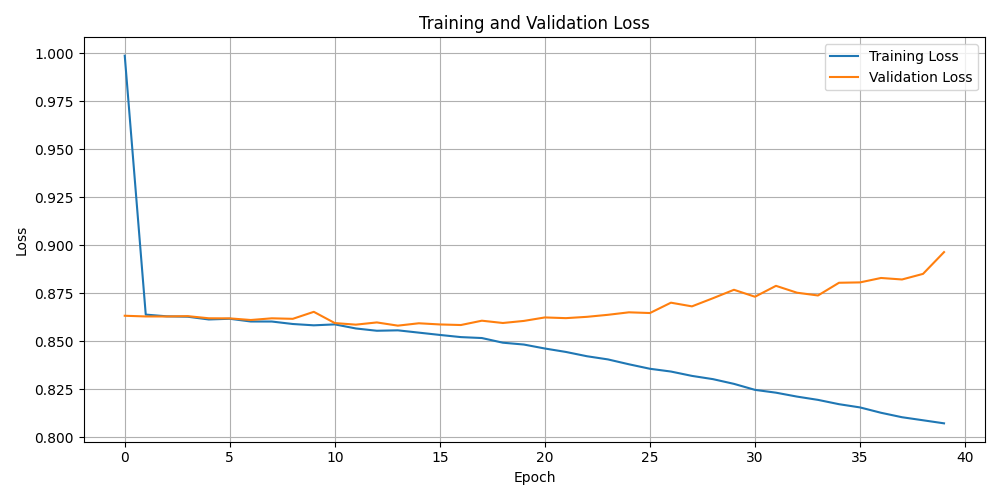 Training and Validation Loss
Training Loss
Validation Loss
1.000
0.975
0.950
0.925
0.900
0.875
0.850
0.825
0.800
Loss
0 5 10 15 20 25 30 35 40
Epoch